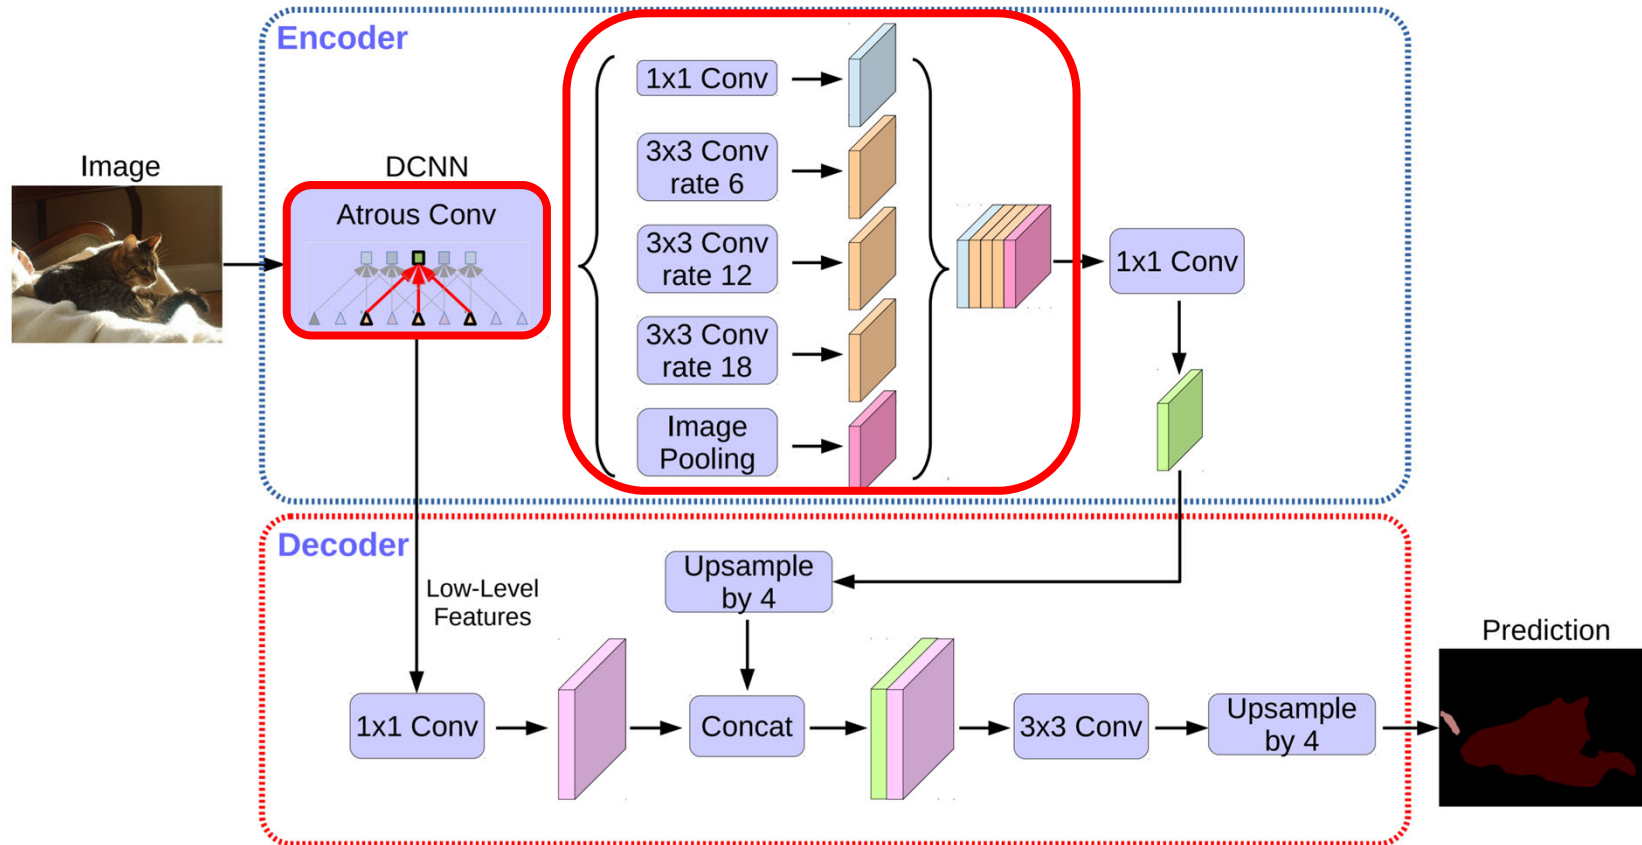 Encoder
Image
DCNN
Atrous Conv
1x1 Conv
3x3 Conv
rate 6
3x3 Conv
rate 12
3x3 Conv
rate 18
Image
Pooling
1x1 Conv
Decoder
Low-Level
Features
Upsample
by 4
1x1 Conv
Concat
3x3 Conv
Upsample
by 4
Prediction